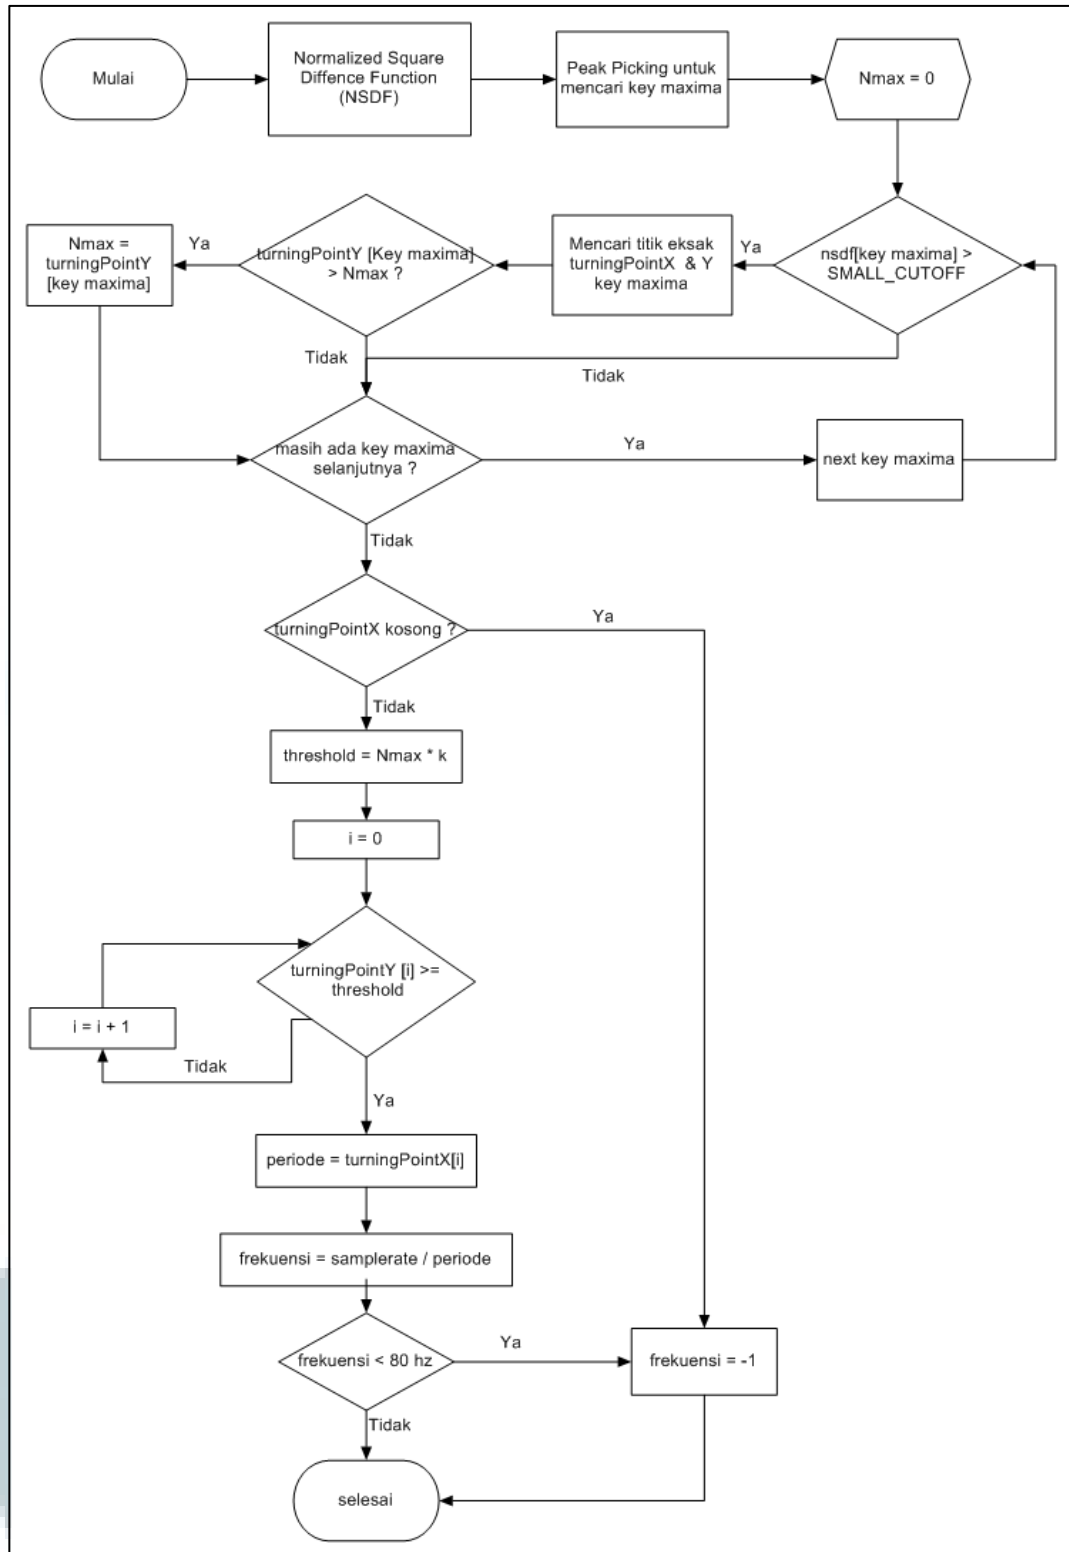 Mulai
Normalized Square
Diffence Function
(NSDF)
Peak Picking untuk
mencari key maxima
Nmax = 0
nsdf[key maxima] >
SMALL_CUTOFF
Ya
Mencari titik eksak
turningPointX & Y
key maxima
turningPointY [Key maxima]
> Nmax ?
Ya
Nmax =
turningPointY
[key maxima]
Tidak
Tidak
masih ada key maxima
selanjutnya ?
Ya
next key maxima
Tidak
turningPointX kosong ?
Ya
Tidak
threshold = Nmax * k
i = 0
turningPointY [i] >=
threshold
i = i + 1
Tidak
Ya
periode = turningPointX[i]
frekuensi = samplerate / periode
frekuensi < 80 hz
Ya
frekuensi = -1
Tidak
selesai